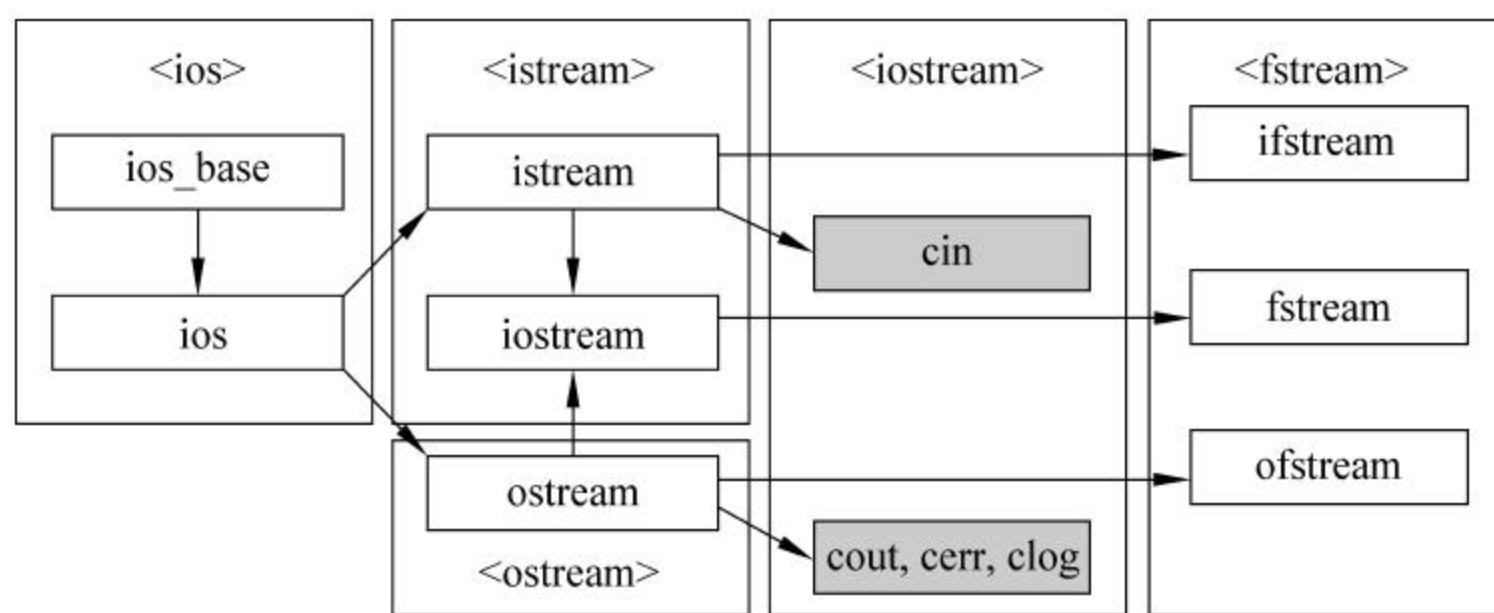 <ios>
ios_base
ios
<istream>
istream
iostream
ostream
<ostream>
<iostream>
cin
cout, cerr, clog
<fstream>
ifstream
fstream
ofstream